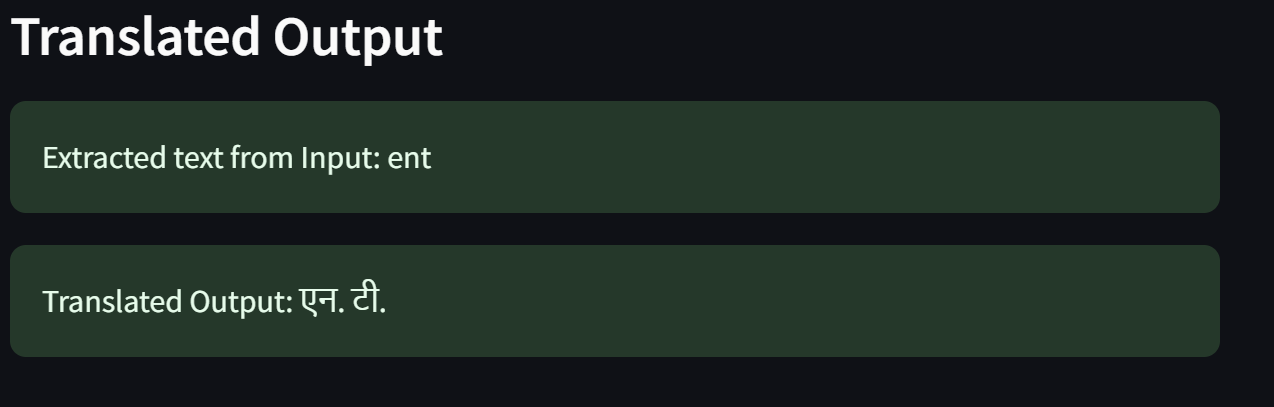 Translated Output
Extracted text from Input: ent
Translated Output: एन. टी.